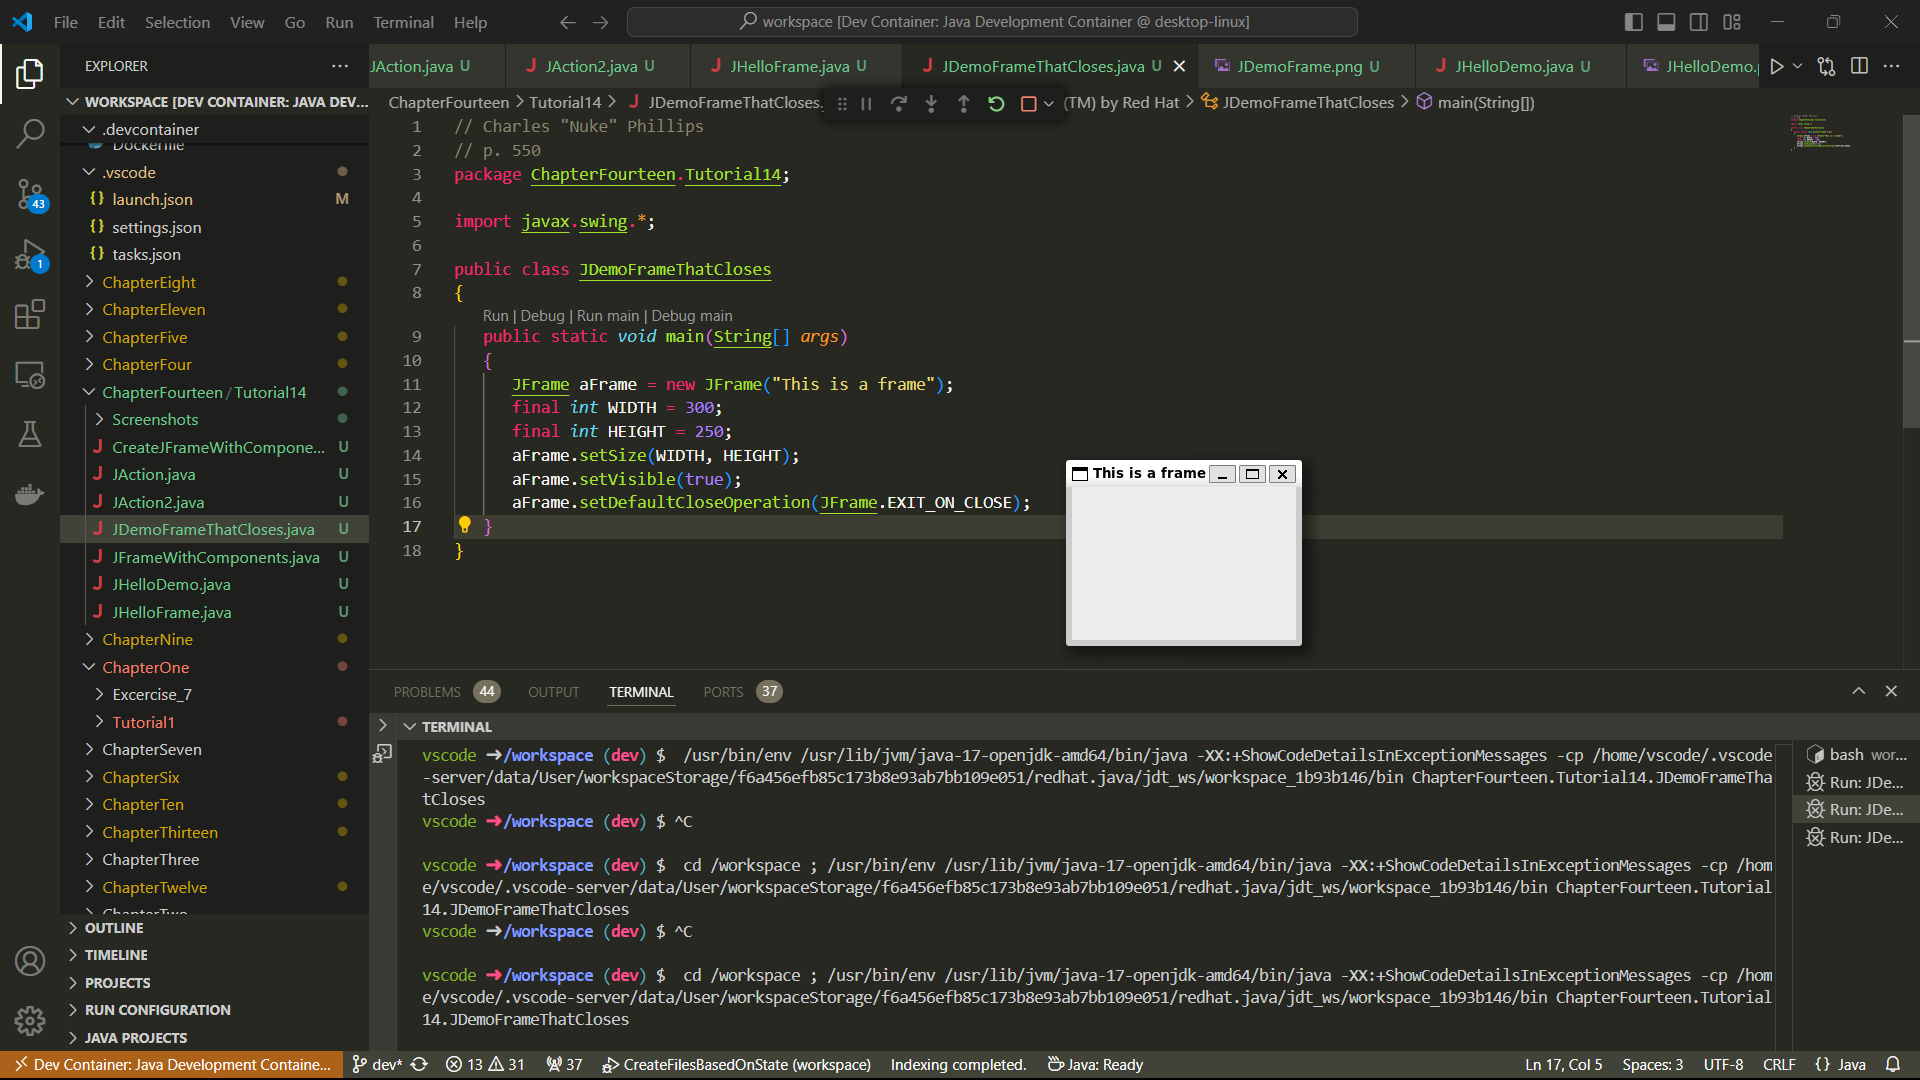 File Edit Selection View Go Run Terminal Help
workspace [Dev Container: Java Development Container @ desktop-linux]
EXPLORER
WORKSPACE [DEV CONTAINER: JAVA DEV...
.devcontainer
Dockerfile
.vscode
launch.json M
settings.json
tasks.json
ChapterEight
ChapterEleven
ChapterFive
ChapterFour
ChapterFourteen / Tutorial14
Screenshots
CreateJFrameWithCompone... U
JAction.java U
JAction2.java U
JDemoFrameThatCloses.java U
JFrameWithComponents.java U
JHelloDemo.java U
JHelloFrame.java U
ChapterNine
ChapterOne
Excercise_7
Tutorial1
ChapterSeven
ChapterSix
ChapterTen
ChapterThirteen
ChapterThree
ChapterTwelve
ChapterTwo
OUTLINE
TIMELINE
PROJECTS
RUN CONFIGURATION
JAVA PROJECTS
43
1
JAction.java U JAction2.java U JHelloFrame.java U JDemoFrameThatCloses.java U JDemoFrame.png U JHelloDemo.java U JHelloDemo.p
ChapterFourteen > Tutorial14 > JDemoFrameThatCloses. (TM) by Red Hat > JDemoFrameThatCloses > main(String[])
1 // Charles "Nuke" Phillips
2 // p. 550
3 package ChapterFourteen.Tutorial14;
4
5 import javax.swing.*;
6
7 public class JDemoFrameThatCloses
8 {
Run | Debug | Run main | Debug main
9 public static void main(String[] args)
10 {
11 JFrame aFrame = new JFrame("This is a frame");
12 final int WIDTH = 300;
13 final int HEIGHT = 250;
14 aFrame.setSize(WIDTH, HEIGHT);
15 aFrame.setVisible(true);
16 aFrame.setDefaultCloseOperation(JFrame.EXIT_ON_CLOSE);
17 }
18 }
This is a frame
PROBLEMS 44 OUTPUT TERMINAL PORTS 37
TERMINAL
vscode ➜/workspace (dev) $ /usr/bin/env /usr/lib/jvm/java-17-openjdk-amd64/bin/java -XX:+ShowCodeDetailsInExceptionMessages -cp /home/vscode/.vscode
-server/data/User/workspaceStorage/f6a456efb85c173b8e93ab7bb109e051/redhat.java/jdt_ws/workspace_1b93b146/bin ChapterFourteen.Tutorial14.JDemoFrameTha
tCloses
vscode ➜/workspace (dev) $ ^C
vscode ➜/workspace (dev) $ cd /workspace ; /usr/bin/env /usr/lib/jvm/java-17-openjdk-amd64/bin/java -XX:+ShowCodeDetailsInExceptionMessages -cp /hom
e/vscode/.vscode-server/data/User/workspaceStorage/f6a456efb85c173b8e93ab7bb109e051/redhat.java/jdt_ws/workspace_1b93b146/bin ChapterFourteen.Tutorial
14.JDemoFrameThatCloses
vscode ➜/workspace (dev) $ ^C
vscode ➜/workspace (dev) $ cd /workspace ; /usr/bin/env /usr/lib/jvm/java-17-openjdk-amd64/bin/java -XX:+ShowCodeDetailsInExceptionMessages -cp /hom
e/vscode/.vscode-server/data/User/workspaceStorage/f6a456efb85c173b8e93ab7bb109e051/redhat.java/jdt_ws/workspace_1b93b146/bin ChapterFourteen.Tutorial
14.JDemoFrameThatCloses
bash wor...
Run: JDe...
Run: JDe...
Run: JDe...
Dev Container: Java Development Containe... dev* 13 31 37 CreateFilesBasedOnState (workspace) Indexing completed. Java: Ready Ln 17, Col 5 Spaces: 3 UTF-8 CRLF {} Java